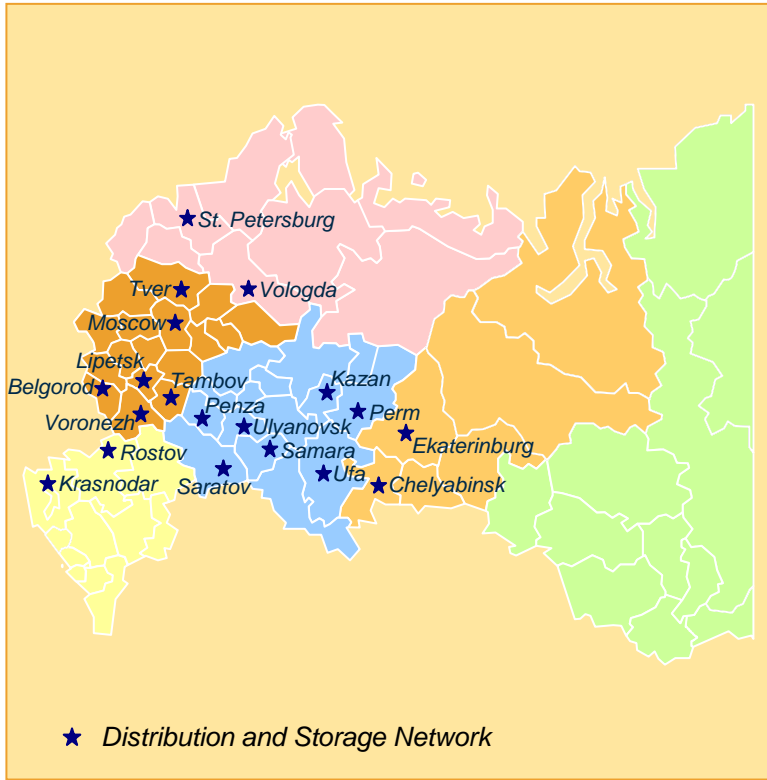 St. Petersburg
Tver
Vologda
Moscow
Lipetsk
Belgorod
Tambov
Kazan
Voronezh
Penza
Perm
Ulyanovsk
Ekaterinburg
Rostov
Samara
Krasnodar
Saratov
Ufa
Chelyabinsk
Distribution and Storage Network